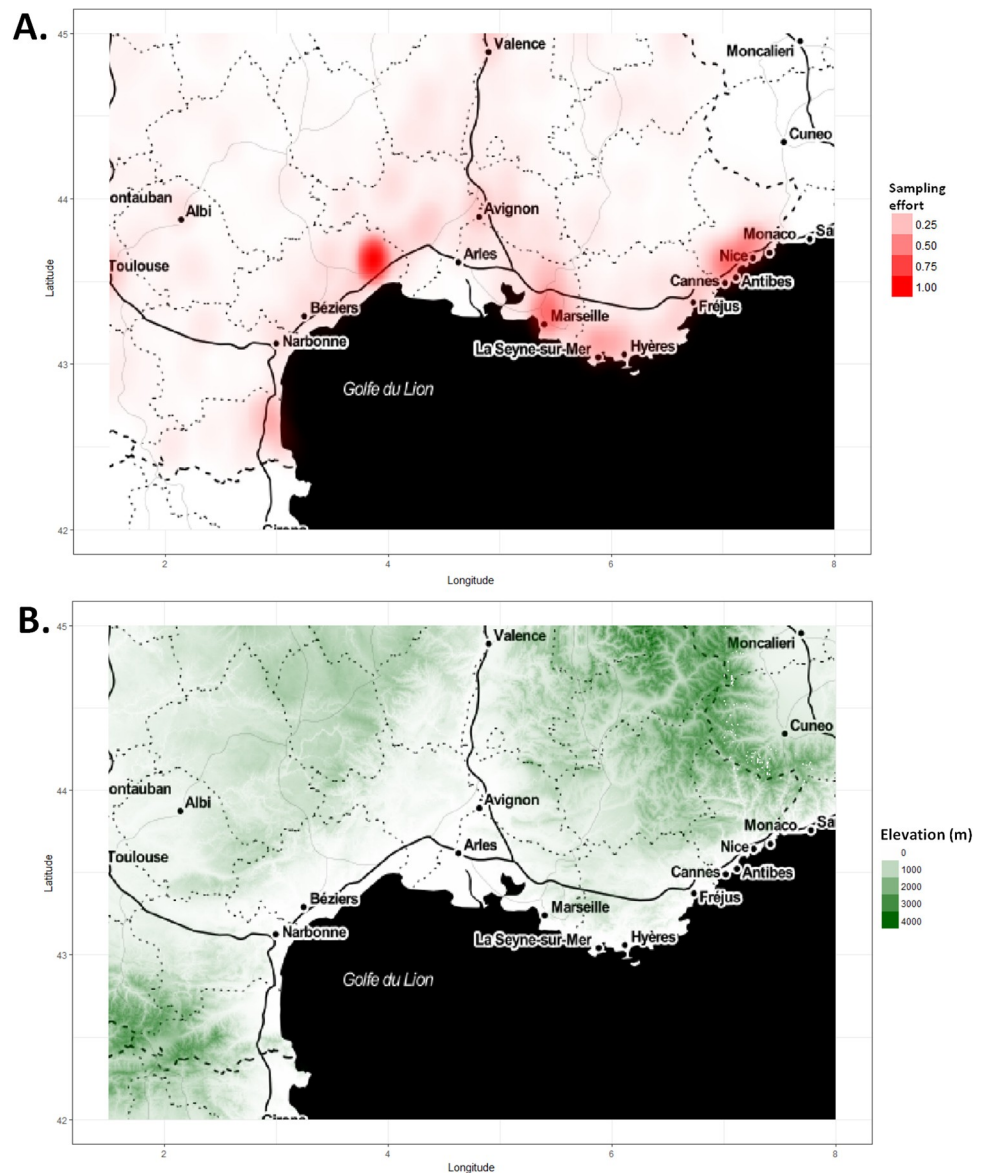 A.
45
44
43
42
Latitude
Valence
Moncalieri
Cuneo
ontauban
Albi
Avignon
Sa
Monaco
Nice
Toulouse
Arles
Cannes
Antibes
Fréjus
Béziers
Marseille
Narbonne
La Seyne-sur-Mer
Hyères
Golfe du Lion
2
4
6
8
Longitude
Sampling
effort
0.25
0.50
0.75
1.00
B.
45
44
43
42
Latitude
Valence
Moncalieri
Cuneo
ontauban
Albi
Avignon
Sa
Monaco
Nice
Toulouse
Arles
Cannes
Antibes
Fréjus
Béziers
Marseille
Narbonne
La Seyne-sur-Mer
Hyères
Golfe du Lion
2
4
6
8
Longitude
Elevation (m)
0
1000
2000
3000
4000